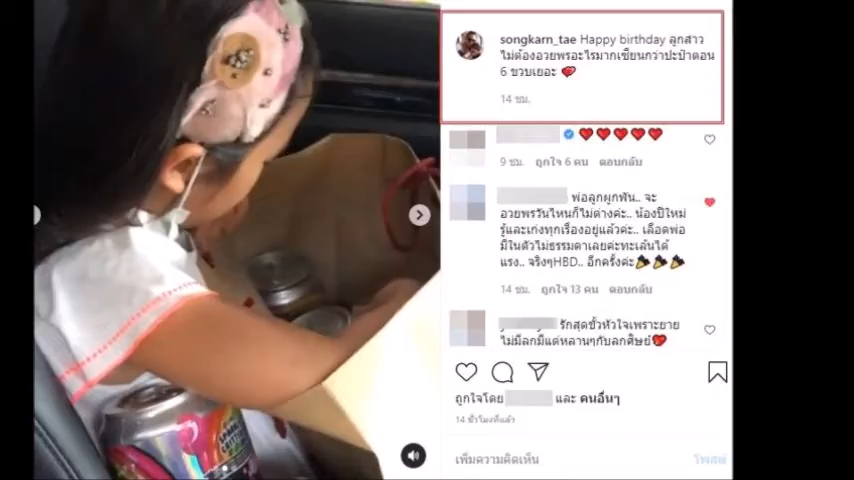 songkarn_tae Happy birthday ลูกสาว
ไม่ต้องอวยพรอะไรมากเซียนกว่าปะป๋าตอน
6 ขวบเยอะ
14 ชม.
9 ชม. ถูกใจ 6 คน ตอบกลับ
พ่อลูกผูกพัน.. จะ
อวยพรวันไหนก็ไม่ต่างค่ะ.. น้องปีใหม่
รู้และเก่งทุกเรื่องอยู่แล้วค่ะ.. เลือดพ่อ
มีในตัวไม่ธรรมดาเลยค่ะทะเล้นได้
แรง.. จริงๆHBD.. อีกครั้งค่ะ
14 ชม. ถูกใจ 13 คน ตอบกลับ
รักสุดขั้วหัวใจเพราะยาย
ไม่มีลูกมีแต่หลานๆกับลูกศิษย์
ถูกใจโดย และ คนอื่นๆ
14 ชั่วโมงที่แล้ว
เพิ่มความคิดเห็น
โพสต์